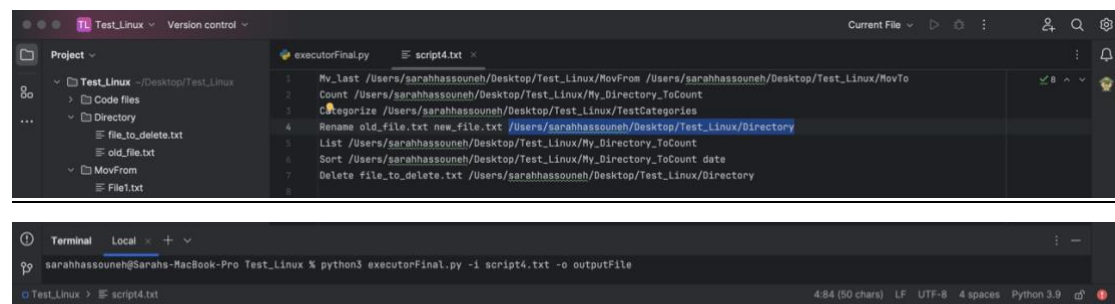 TL Test_Linux Version control Current File
Project
executorFinal.py script4.txt
Test_Linux ~/Desktop/Test_Linux
Code files
Directory
file_to_delete.txt
old_file.txt
MovFrom
File1.txt
1 Mv_last /Users/sarahhassouneh/Desktop/Test_Linux/MovFrom /Users/sarahhassouneh/Desktop/Test_Linux/MovTo
2 Count /Users/sarahhassouneh/Desktop/Test_Linux/My_Directory_ToCount
3 Categorize /Users/sarahhassouneh/Desktop/Test_Linux/TestCategories
4 Rename old_file.txt new_file.txt /Users/sarahhassouneh/Desktop/Test_Linux/Directory
5 List /Users/sarahhassouneh/Desktop/Test_Linux/My_Directory_ToCount
6 Sort /Users/sarahhassouneh/Desktop/Test_Linux/My_Directory_ToCount date
7 Delete file_to_delete.txt /Users/sarahhassouneh/Desktop/Test_Linux/Directory
8
8
Terminal Local
sarahhassouneh@Sarahs-MacBook-Pro Test_Linux % python3 executorFinal.py -i script4.txt -o outputFile
Test_Linux > script4.txt 4:84 (50 chars) LF UTF-8 4 spaces Python 3.9